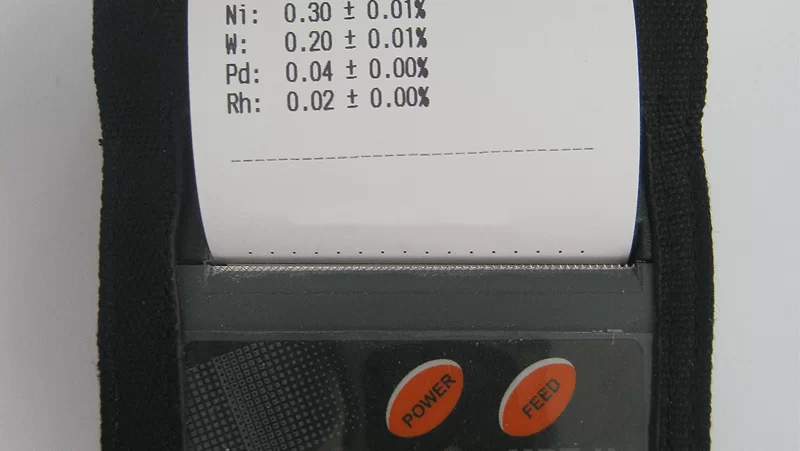 Ni: 0.30 ± 0.01%
W: 0.20 ± 0.01%
Pd: 0.04 ± 0.00%
Rh: 0.02 ± 0.00%
POWER
FEED